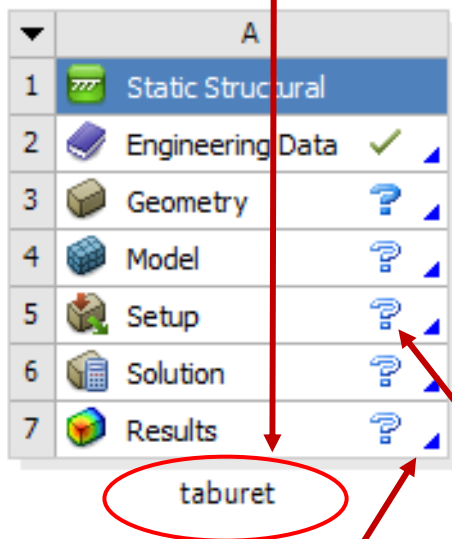 A
1 Static Structural
2 Engineering Data
3 Geometry ?
4 Model ?
5 Setup ?
6 Solution ?
7 Results ?
taburet